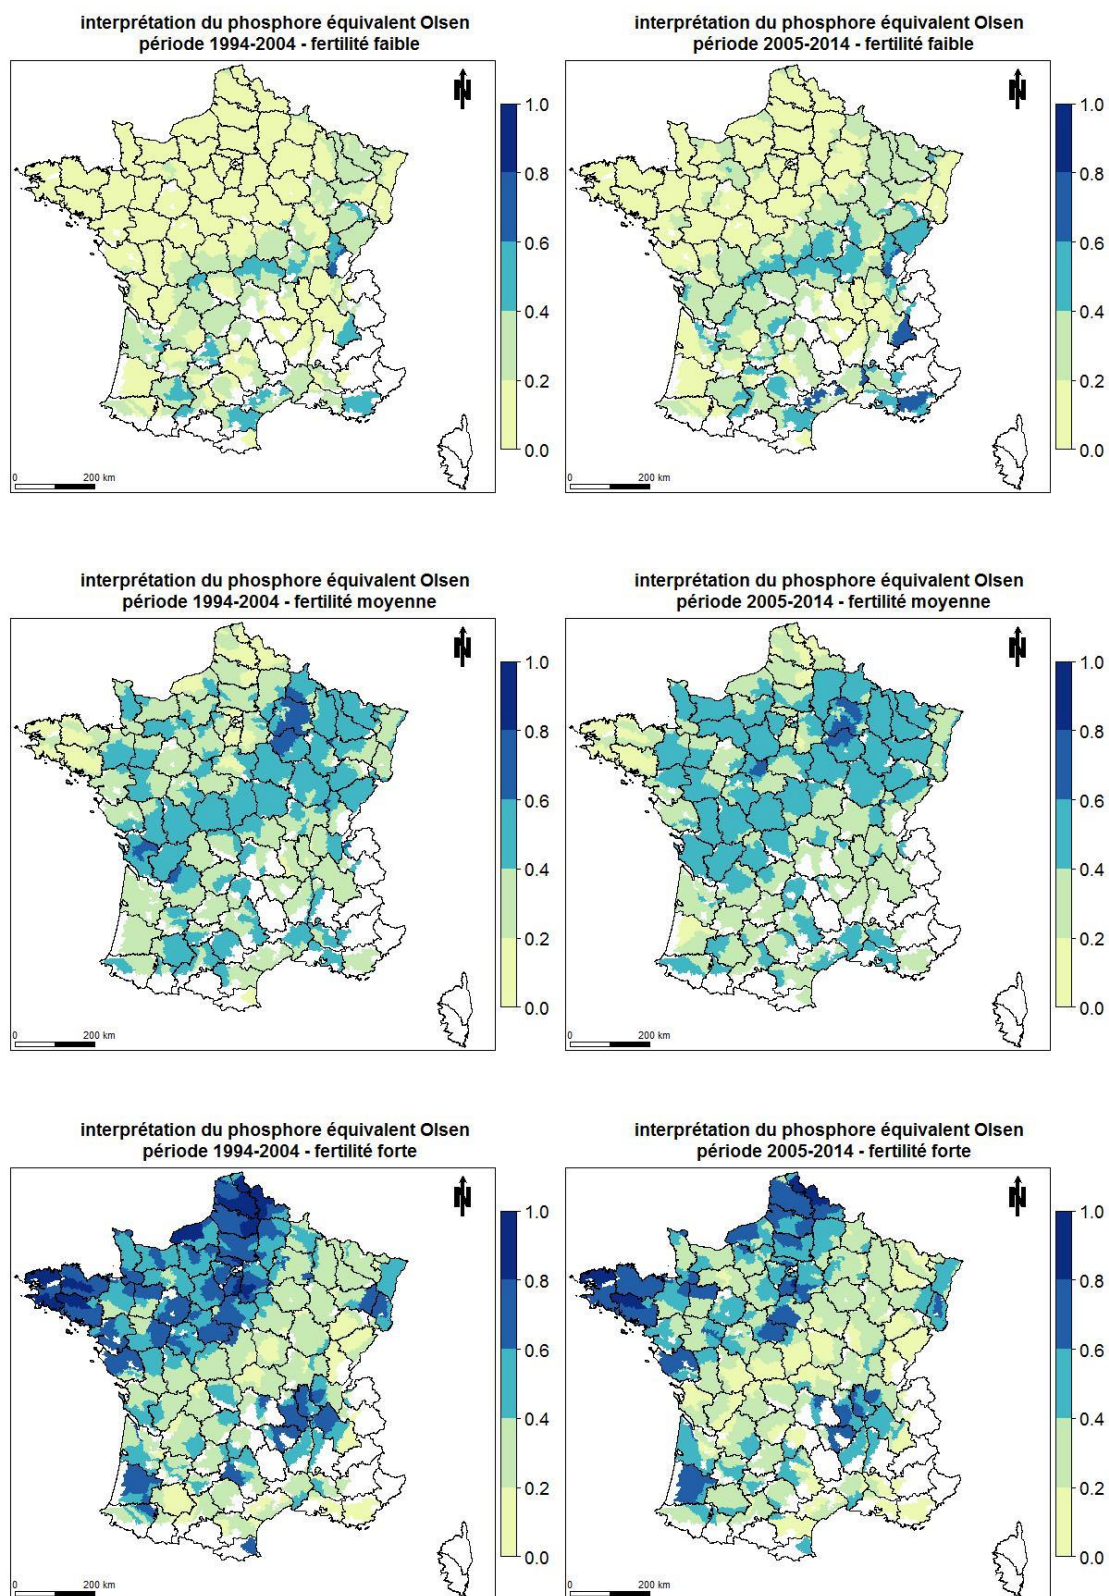 interprétation du phosphore équivalent Olsen
période 1994-2004 - fertilité faible
N
1.0
0.8
0.6
0.4
0.2
0.0
0 200 km
interprétation du phosphore équivalent Olsen
période 2005-2014 - fertilité faible
N
1.0
0.8
0.6
0.4
0.2
0.0
0 200 km
interprétation du phosphore équivalent Olsen
période 1994-2004 - fertilité moyenne
N
1.0
0.8
0.6
0.4
0.2
0.0
0 200 km
interprétation du phosphore équivalent Olsen
période 2005-2014 - fertilité moyenne
N
1.0
0.8
0.6
0.4
0.2
0.0
0 200 km
interprétation du phosphore équivalent Olsen
période 1994-2004 - fertilité forte
N
1.0
0.8
0.6
0.4
0.2
0.0
0 200 km
interprétation du phosphore équivalent Olsen
période 2005-2014 - fertilité forte
N
1.0
0.8
0.6
0.4
0.2
0.0
0 200 km